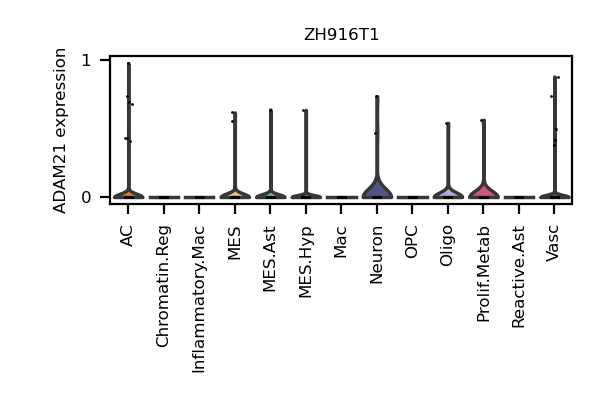 ZH916T1
ADAM21 expression
1
0
AC
Chromatin.Reg
Inflammatory.Mac
MES
MES.Ast
MES.Hyp
Mac
Neuron
OPC
Oligo
Prolif.Metab
Reactive.Ast
Vasc